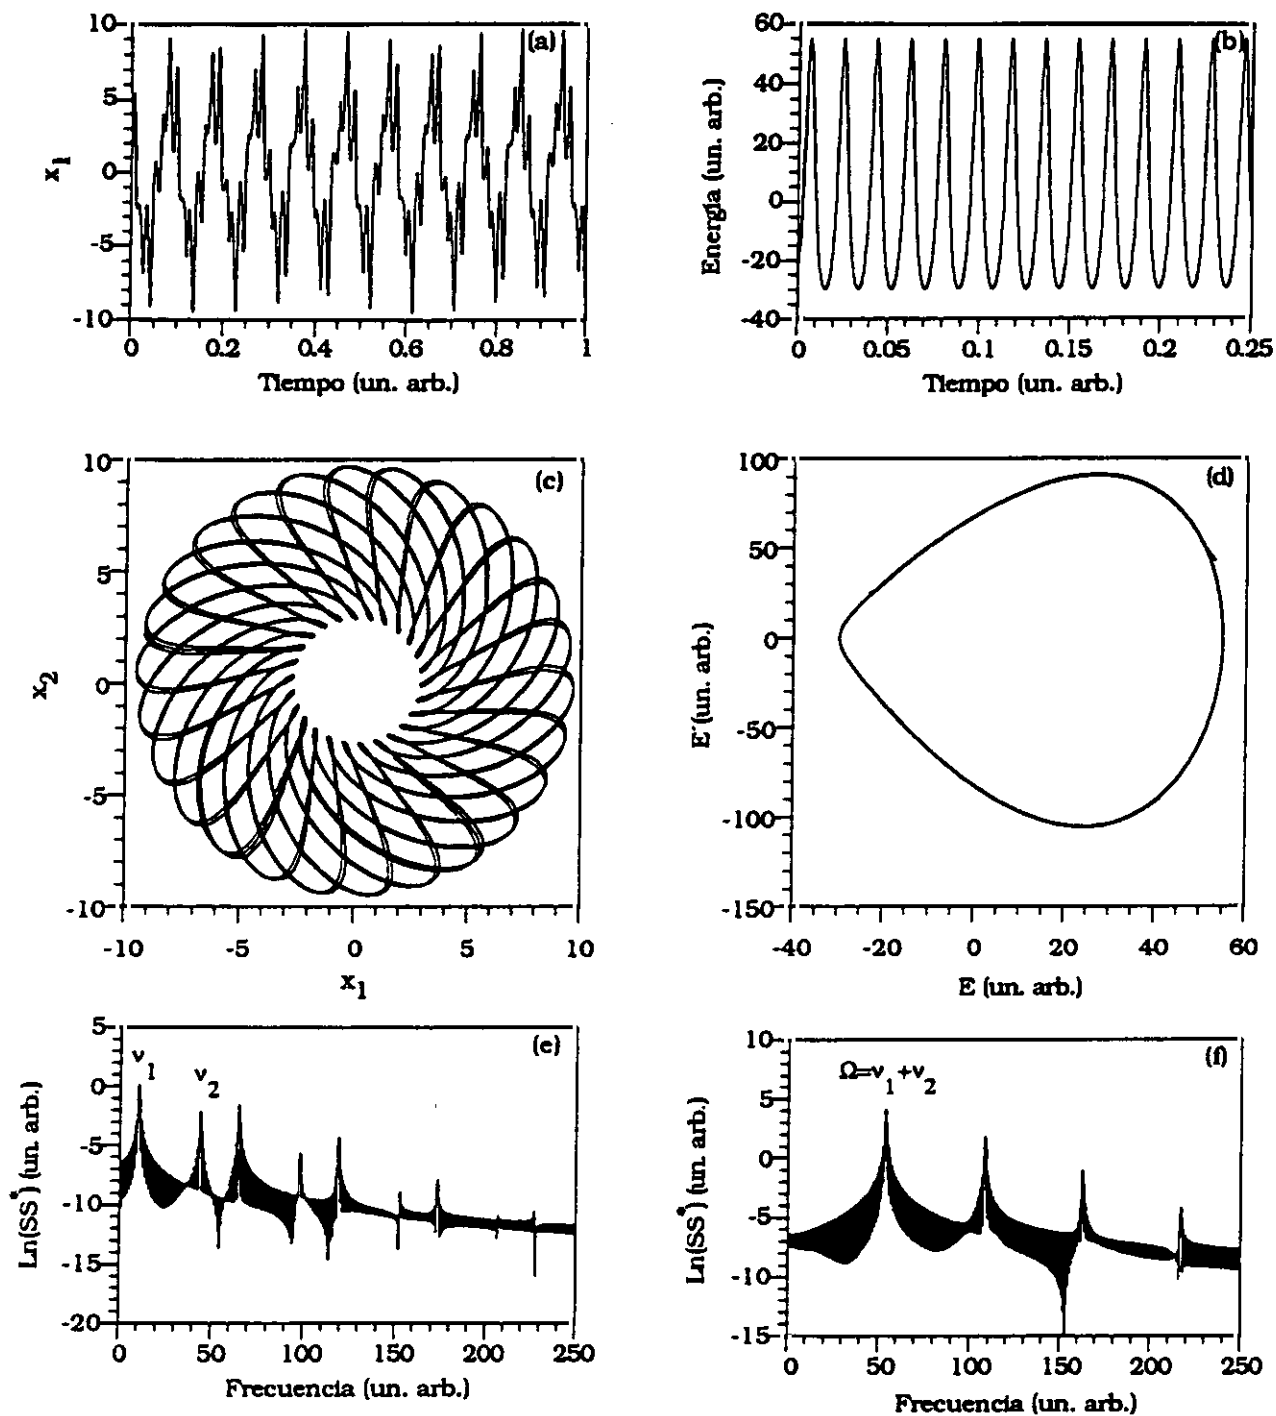 (a)
10
5
0
-5
-10
x1
0 0.2 0.4 0.6 0.8 1
Tiempo (un. arb.)
(b)
60
40
20
0
-20
-40
Energía (un. arb.)
0 0.05 0.1 0.15 0.2 0.25
Tiempo (un. arb.)
(c)
10
5
0
-5
-10
x2
-10 -5 0 5 10
x1
(d)
100
50
0
-50
-100
-150
E´(un. arb.)
-40 -20 0 20 40 60
E (un. arb.)
(e)
ν1
ν2
5
0
-5
-10
-15
-20
Ln(SS*) (un. arb.)
0 50 100 150 200 250
Frecuencia (un. arb.)
(f)
Ω=ν1+ν2
10
5
0
-5
-10
-15
Ln(SS*) (un. arb.)
0 50 100 150 200 250
Frecuencia (un. arb.)